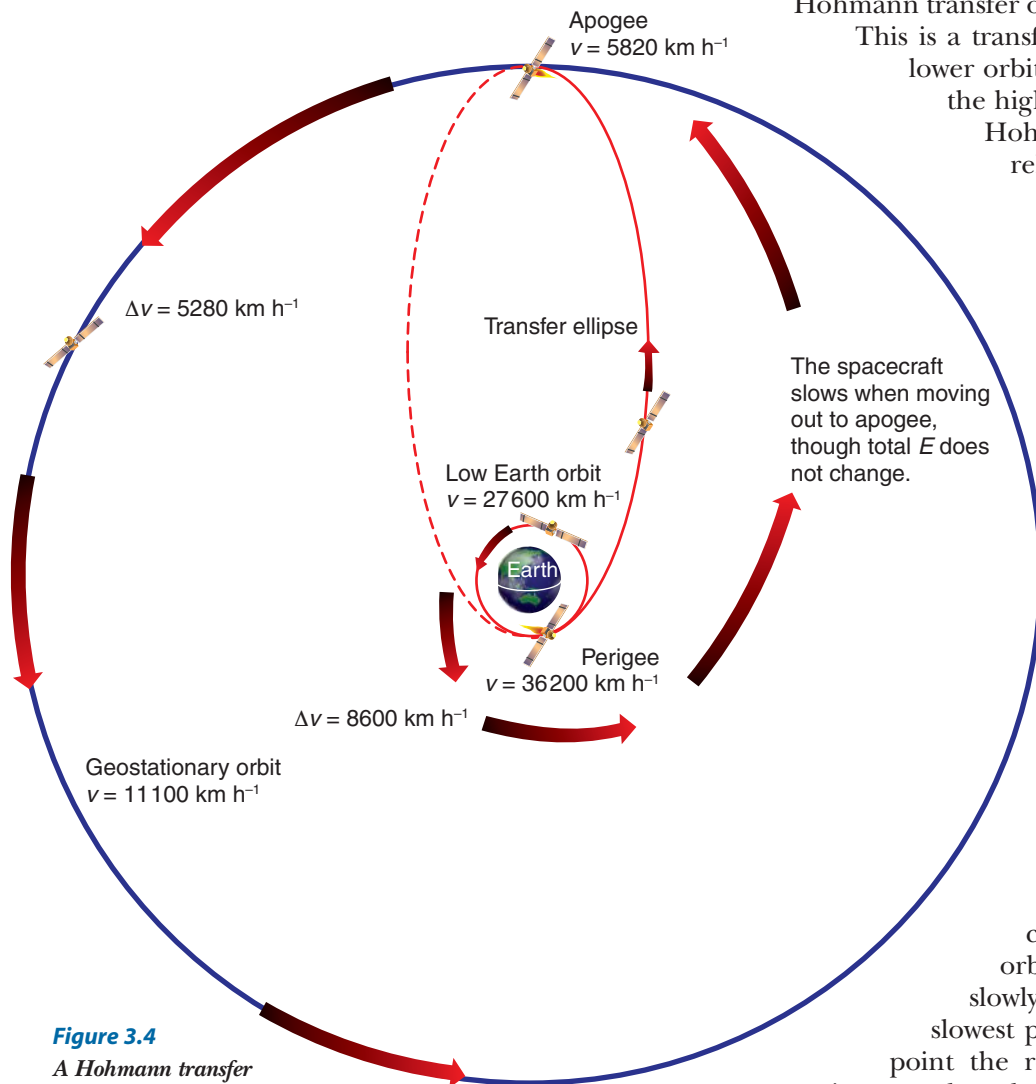 Hohmann transfer o
This is a transf
lower orbit
the high
Hoh
re
Apogee
v = 5820 km h⁻¹
Δv = 5280 km h⁻¹
Transfer ellipse
The spacecraft
slows when moving
out to apogee,
though total E does
not change.
Low Earth orbit
v = 27600 km h⁻¹
Earth
Perigee
v = 36200 km h⁻¹
Δv = 8600 km h⁻¹
Geostationary orbit
v = 11100 km h⁻¹
c
orb
slowly
slowest p
point the r
Figure 3.4
A Hohmann transfer